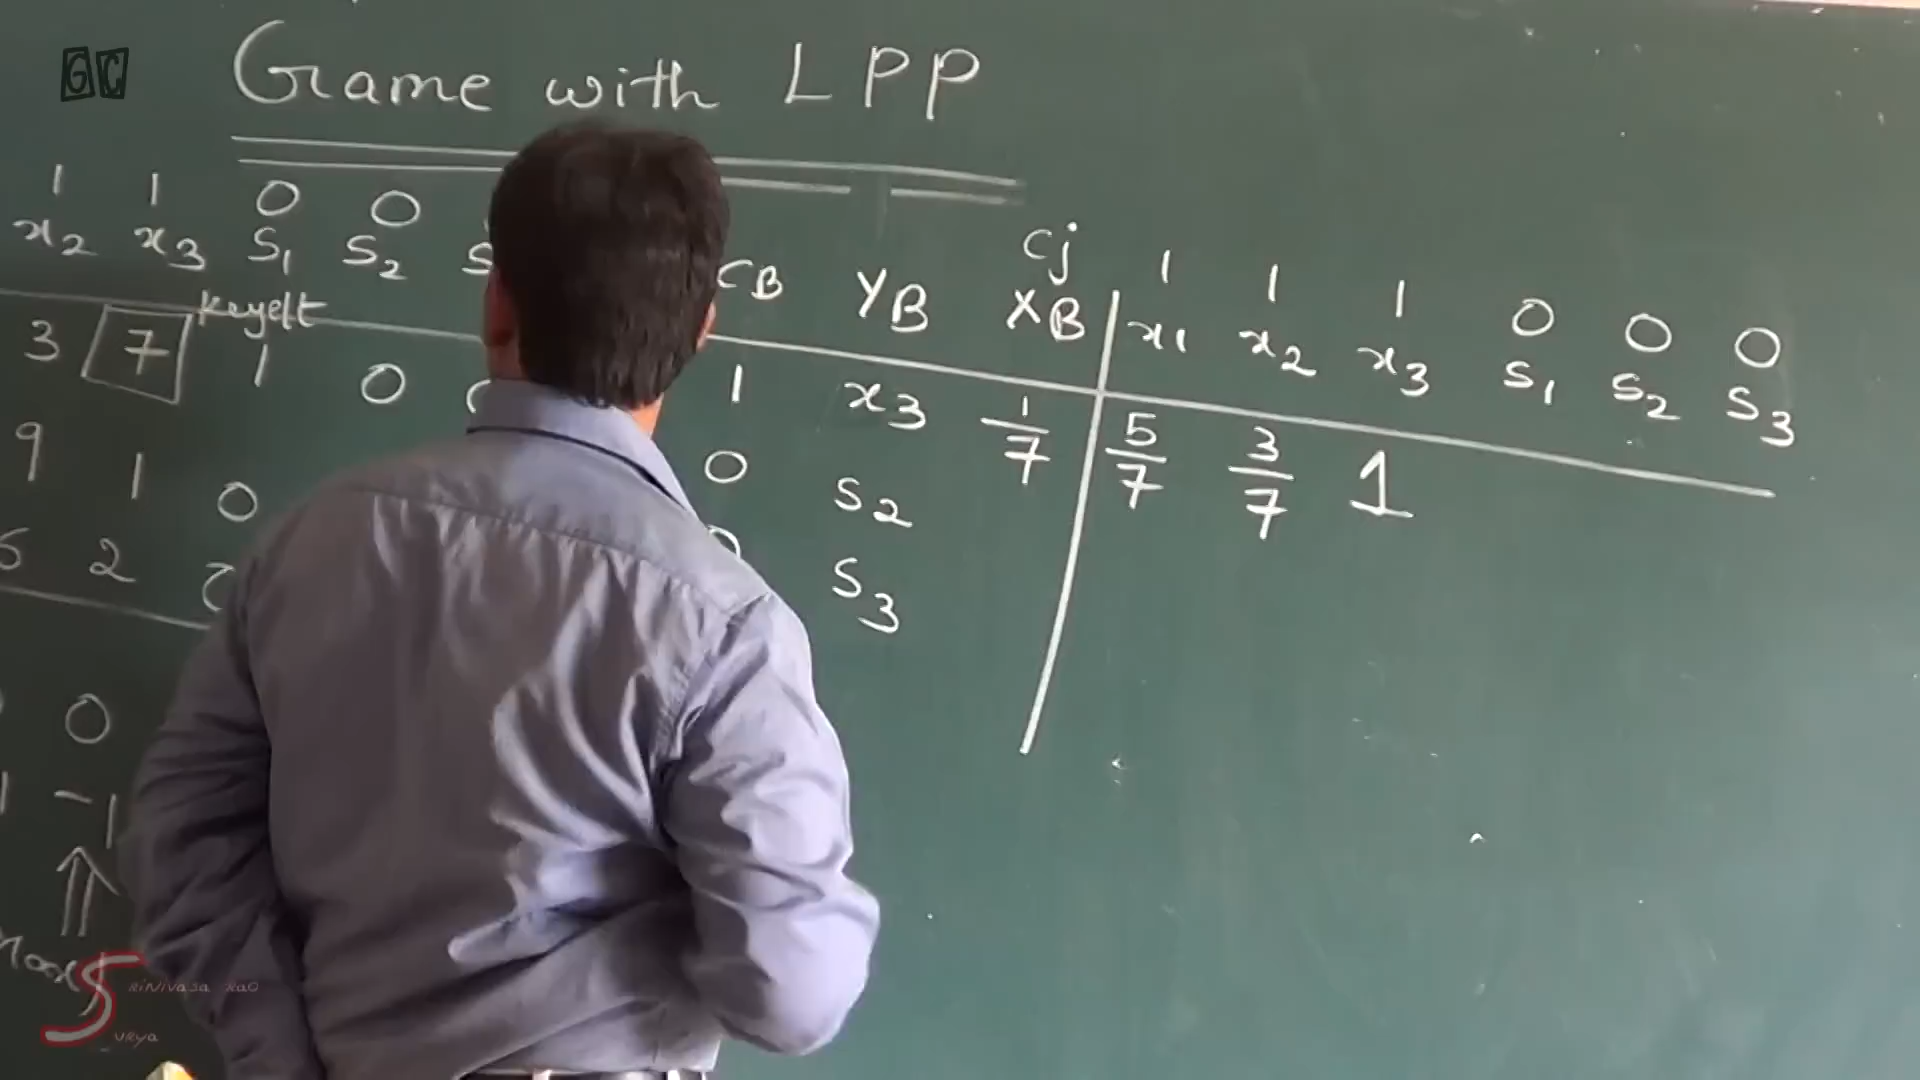 GC
Game with LPP
1 1 0 0
x2 x3 S1 S2 S
keyelt
3 7 1 0
9 1 0
2
0
-1
Cj 1 1 1 0 0 0
CB YB XB x1 x2 x3 S1 S2 S3
1 x3 1/7 5/7 3/7 1
0 S2
S3
SRiNiVaSa RaO
SURYa